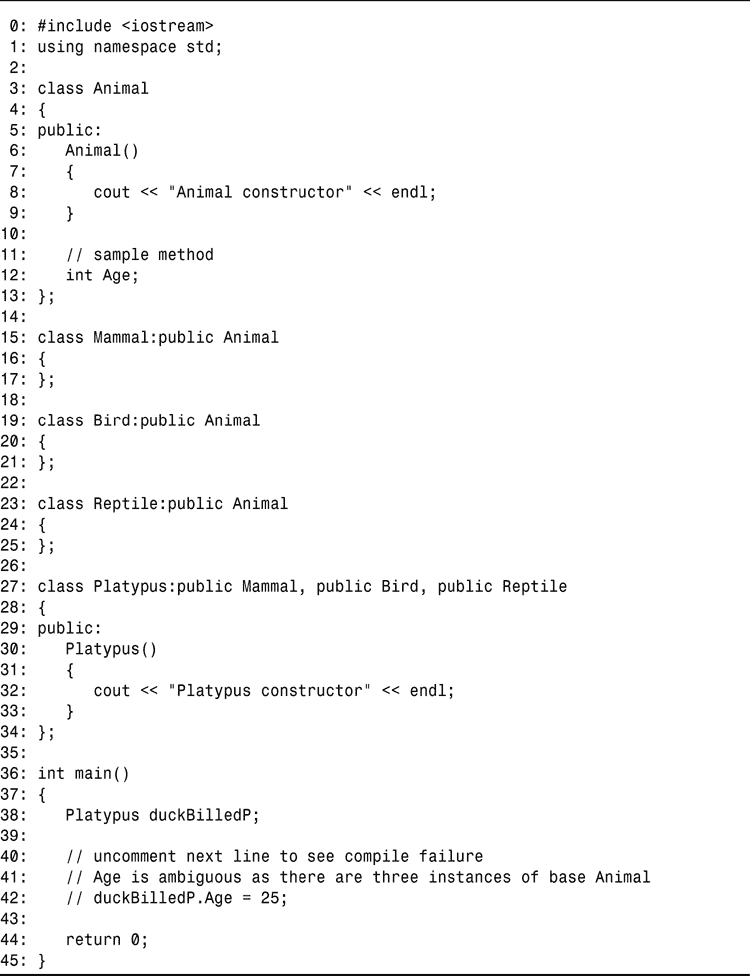 0: #include <iostream>
1: using namespace std;
2:
3: class Animal
4: {
5: public:
6:    Animal()
7:    {
8:       cout << "Animal constructor" << endl;
9:    }
10:
11:    // sample method
12:    int Age;
13: };
14:
15: class Mammal:public Animal
16: {
17: };
18:
19: class Bird:public Animal
20: {
21: };
22:
23: class Reptile:public Animal
24: {
25: };
26:
27: class Platypus:public Mammal, public Bird, public Reptile
28: {
29: public:
30:    Platypus()
31:    {
32:       cout << "Platypus constructor" << endl;
33:    }
34: };
35:
36: int main()
37: {
38:    Platypus duckBilledP;
39:
40:    // uncomment next line to see compile failure
41:    // Age is ambiguous as there are three instances of base Animal
42:    // duckBilledP.Age = 25;
43:
44:    return 0;
45: }